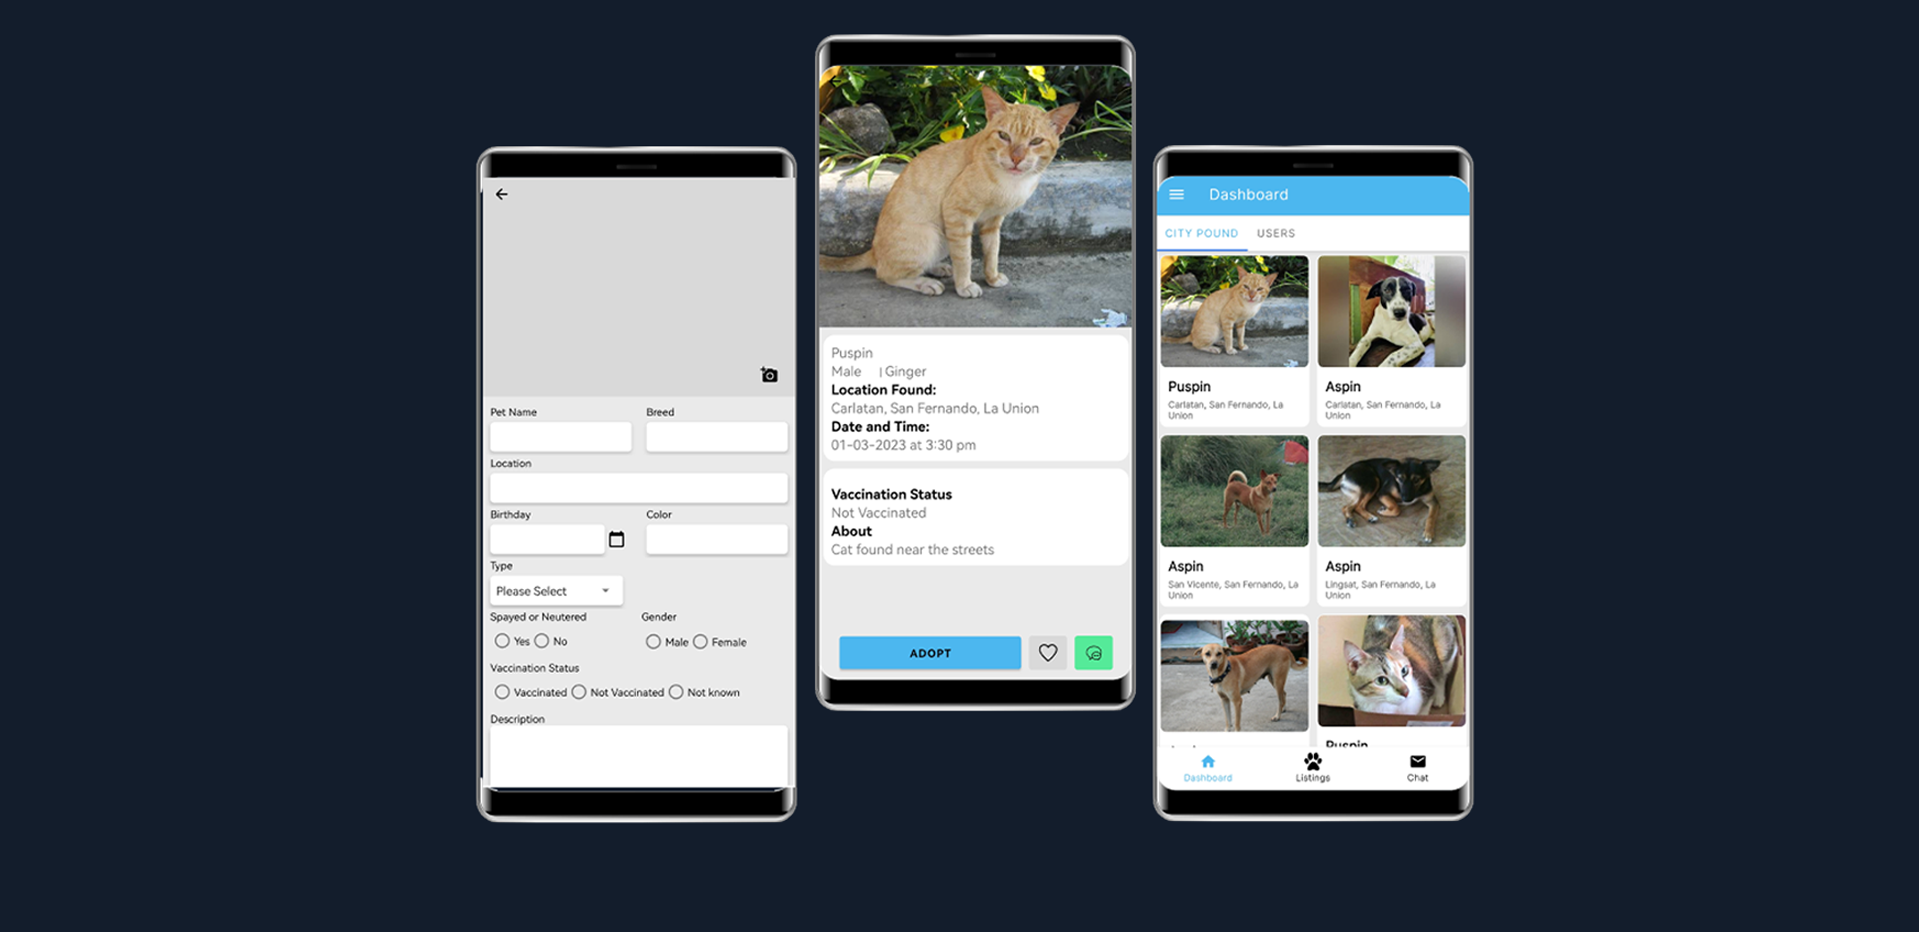 Pet Name Breed
Location
Birthday Color
Type
Please Select
Spayed or Neutered Gender
Yes No Male Female
Vaccination Status
Vaccinated Not Vaccinated Not known
Description
Puspin
Male | Ginger
Location Found:
Carlatan, San Fernando, La Union
Date and Time:
01-03-2023 at 3:30 pm
Vaccination Status
Not Vaccinated
About
Cat found near the streets
ADOPT
Dashboard
CITY POUND USERS
Puspin
Carlatan, San Fernando, La
Union
Aspin
Carlatan, San Fernando, La
Union
Aspin
San Vicente, San Fernando, La
Union
Aspin
Lingsat, San Fernando, La
Union
Puspin
Dashboard Listings Chat